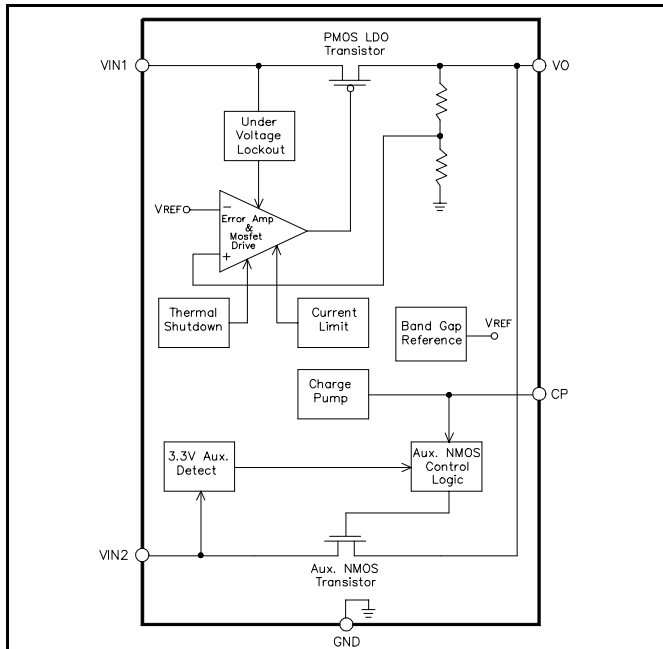 PMOS LDO
Transistor
VIN1
VO
Under
Voltage
Lockout
VREF
−
Error Amp
&
Mosfet
Drive
+
Thermal
Shutdown
Current
Limit
Band Gap
Reference
VREF
Charge
Pump
CP
3.3V Aux.
Detect
Aux. NMOS
Control
Logic
VIN2
Aux. NMOS
Transistor
GND